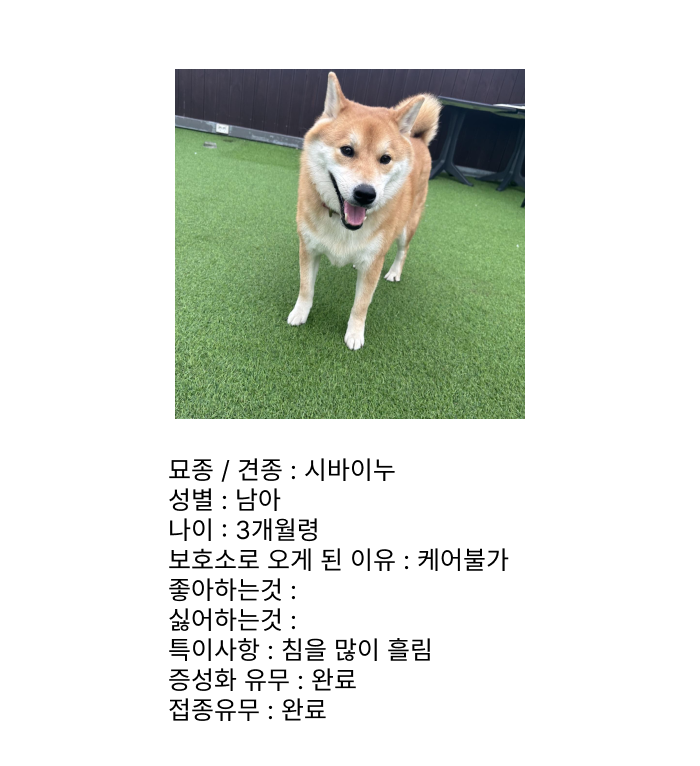 묘종 / 견종 : 시바이누
성별 : 남아
나이 : 3개월령
보호소로 오게 된 이유 : 케어불가
좋아하는것 :
싫어하는것 :
특이사항 : 침을 많이 흘림
증성화 유무 : 완료
접종유무 : 완료